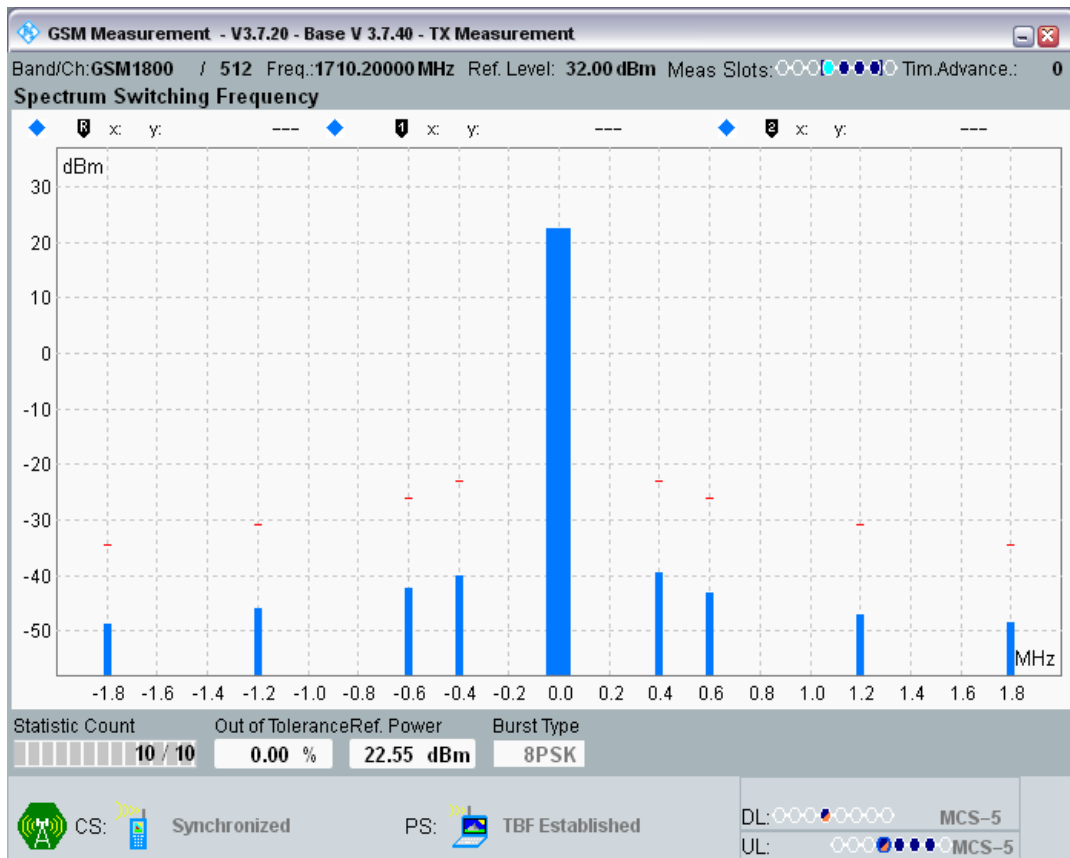 GSM Measurement - V3.7.20 - Base V 3.7.40 - TX Measurement
Band/Ch:GSM1800 / 512 Freq.:1710.20000 MHz Ref. Level: 32.00 dBm Meas Slots: Tim.Advance.: 0
Spectrum Switching Frequency
R x: y: --- 1 x: y: --- 2 x: y: ---
dBm
30
20
10
0
-10
-20
-30
-40
-50
MHz
-1.8 -1.6 -1.4 -1.2 -1.0 -0.8 -0.6 -0.4 -0.2 0.0 0.2 0.4 0.6 0.8 1.0 1.2 1.4 1.6 1.8
Statistic Count Out of Tolerance Ref. Power Burst Type
10 / 10 0.00 % 22.55 dBm 8PSK
CS: Synchronized PS: TBF Established
DL: MCS-5
UL: MCS-5